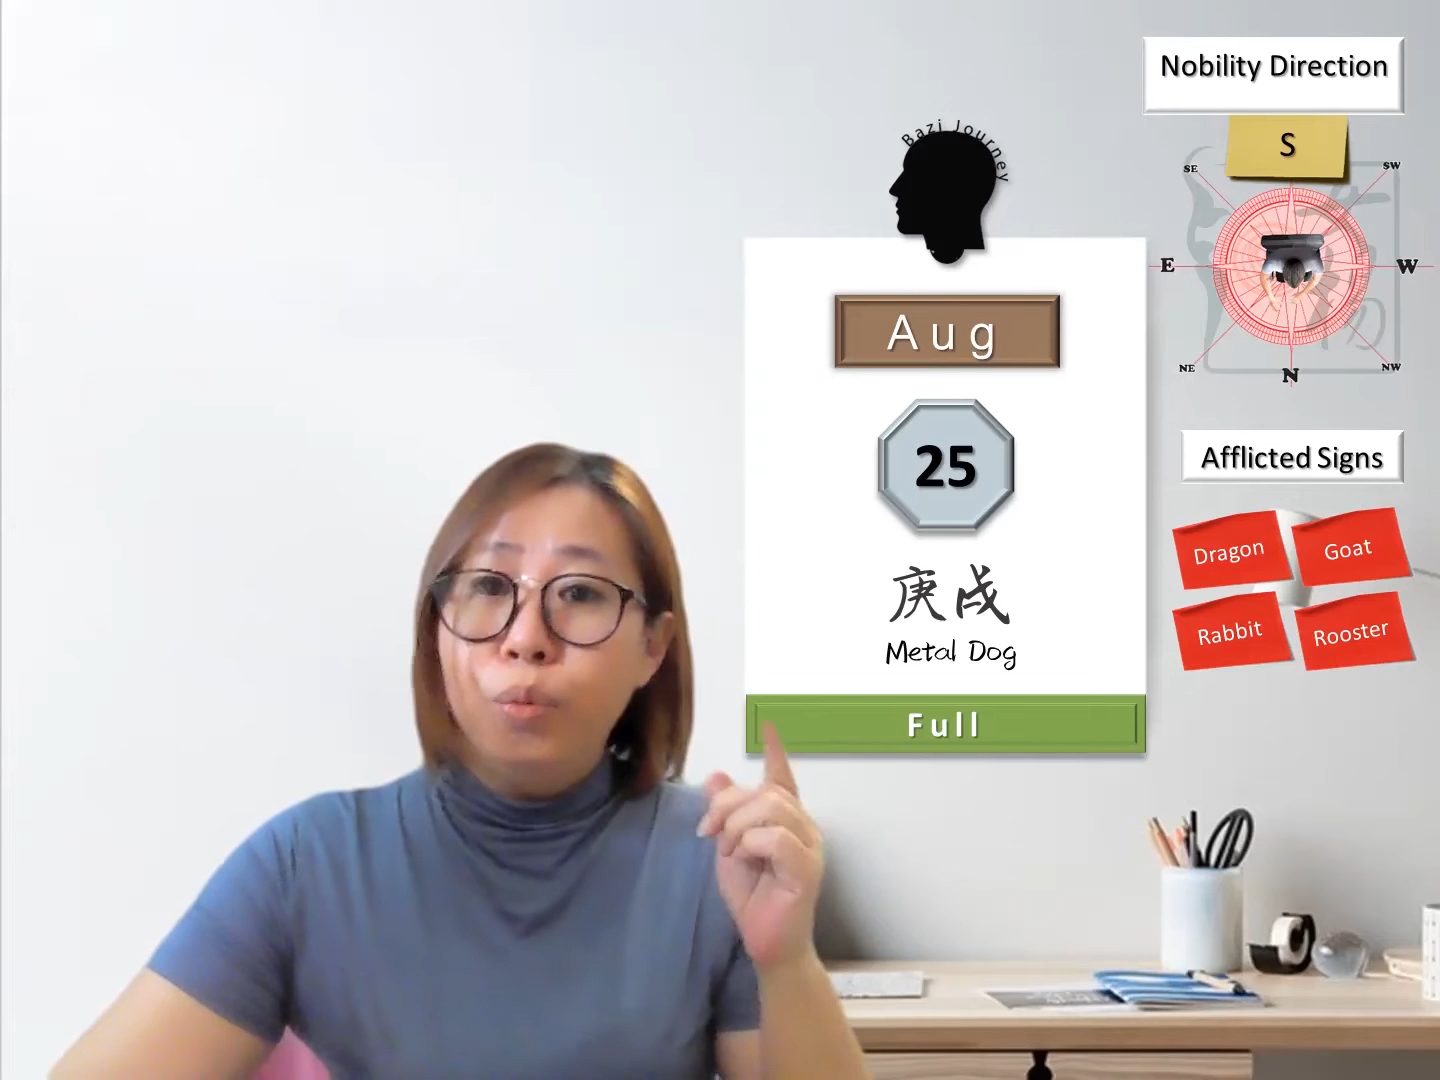 Nobility Direction
S
SE
SW
E
W
NE
N
NW
Bazi Journey
Aug
25
庚戌
Metal Dog
Full
Afflicted Signs
Dragon
Goat
Rabbit
Rooster